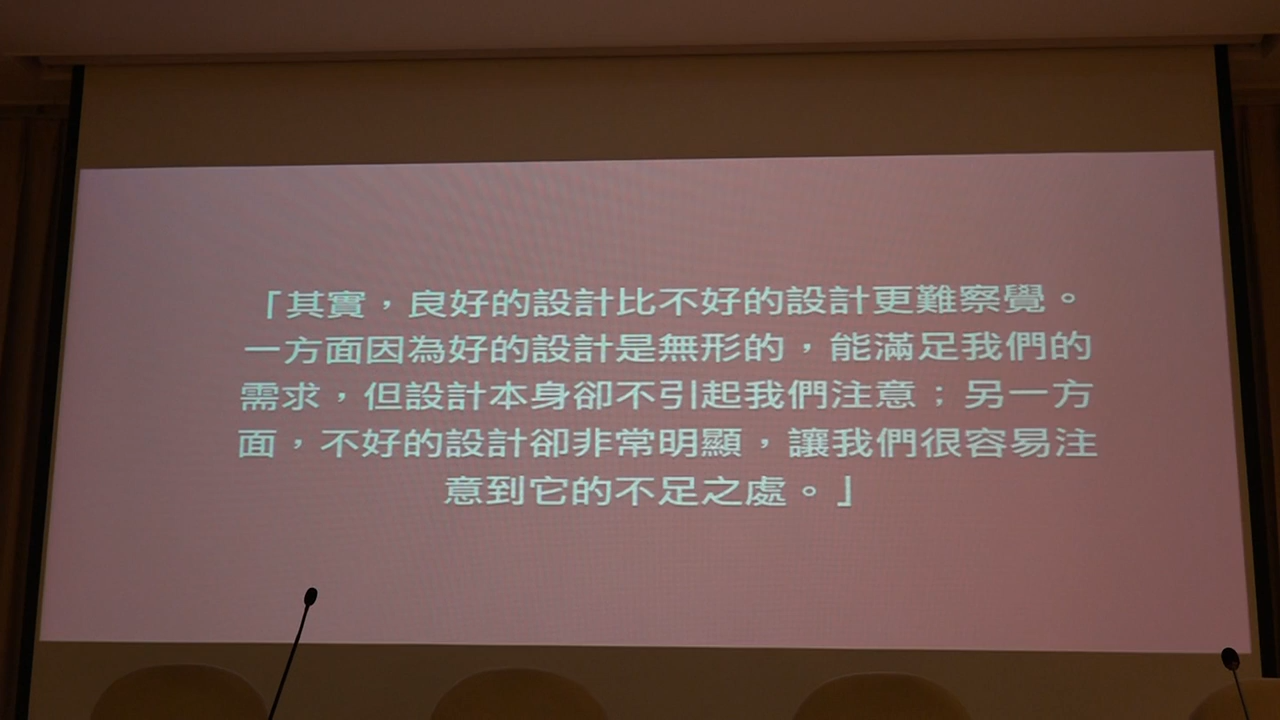 「其實，良好的設計比不好的設計更難察覺。
一方面因為好的設計是無形的，能滿足我們的
需求，但設計本身卻不引起我們注意；另一方
面，不好的設計卻非常明顯，讓我們很容易注
意到它的不足之處。」